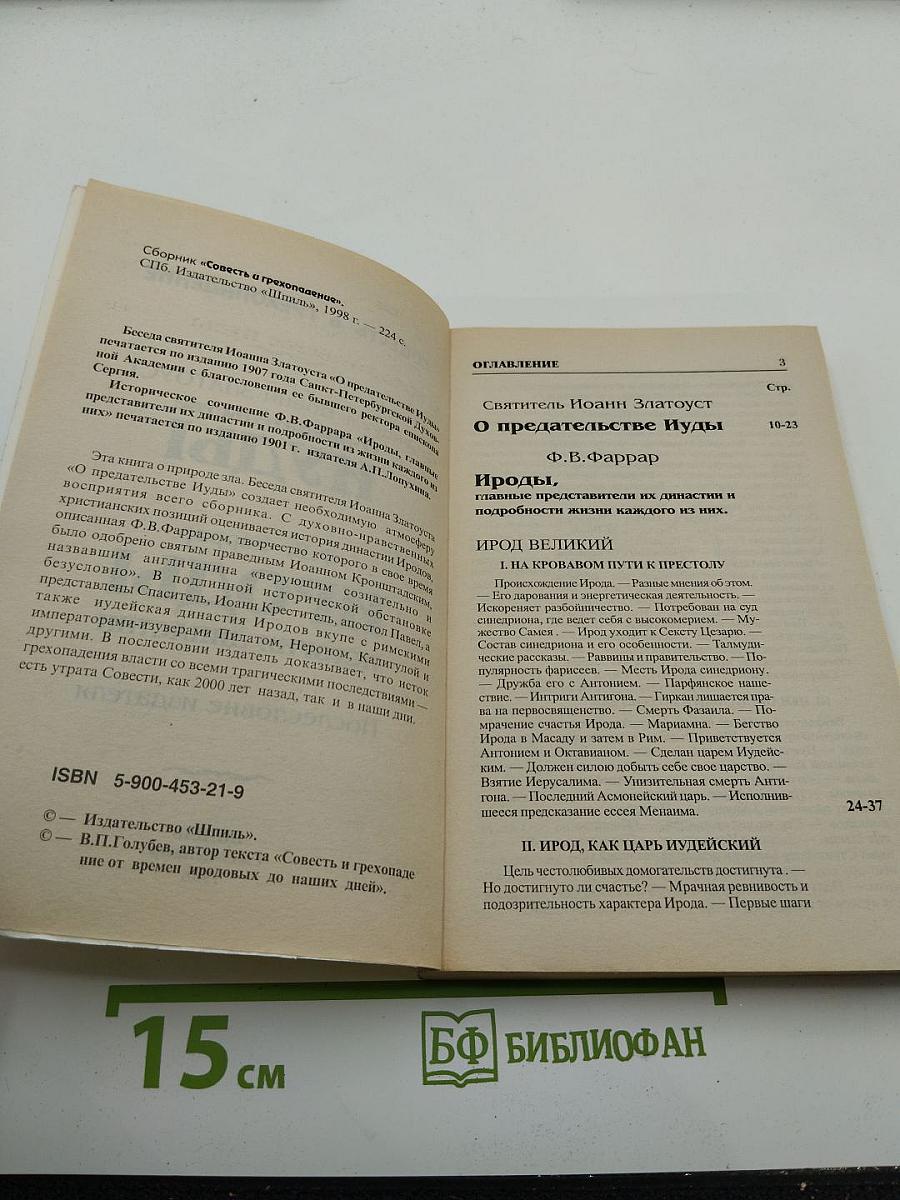 Сборник «Совесть и грехопадение».
СПб. Издательство «Шпиль», 1998 г. — 224 с.
Беседа святителя Иоанна Златоуста «О предательстве Иуды»
печатается по изданию 1907 года Санкт-Петербургской Духов-
ной Академии с благословения ее бывшего ректора епископа
Сергия.
Историческое сочинение Ф.В.Фаррара «Ироды, главные
представители их династии и подробности из жизни каждого из
них» печатается по изданию 1901 г. издателя А.П.Лопухина.
Эта книга о природе зла. Беседа святителя Иоанна Златоуста
«О предательстве Иуды» создает необходимую атмосферу
восприятия всего сборника. С духовно-нравственных
христианских позиций оценивается история династии Иродов,
описанная Ф.В.Фарраром, творчество которого в свое время
было одобрено святым праведным Иоанном Кронштадским,
назвавшим англичанина «верующим сознательно и
безусловно». В подлинной исторической обстановке
представлены Спаситель, Иоанн Креститель, апостол Павел, а
также иудейская династия Иродов вкупе с римскими
императорами-изуверами Пилатом, Нероном, Калигулой и
другими. В послесловии издатель доказывает, что исток
грехопадения власти со всеми трагическими последствиями —
есть утрата Совести, как 2000 лет назад, так и в наши дни.
ISBN 5-900-453-21-9
© — Издательство «Шпиль».
© — В.П.Голубев, автор текста «Совесть и грехопаде
ние от времен иродовых до наших дней».
ОГЛАВЛЕНИЕ 3
Стр.
Святитель Иоанн Златоуст
О предательстве Иуды 10-23
Ф.В.Фаррар
Ироды,
главные представители их династии и
подробности жизни каждого из них.
ИРОД ВЕЛИКИЙ
I. НА КРОВАВОМ ПУТИ К ПРЕСТОЛУ
Происхождение Ирода. — Разные мнения об этом.
— Его дарования и энергетическая деятельность. —
Искореняет разбойничество. — Потребован на суд
синедриона, где ведет себя с высокомерием. — Му-
жество Самея . — Ирод уходит к Сексту Цезарю. —
Состав синедриона и его особенности. — Талмуди-
ческие рассказы. — Раввины и правительство. — По-
пулярность фарисеев. — Месть Ирода синедриону.
— Дружба его с Антонием. — Парфянское наше-
ствие. — Интриги Антигона. — Гиркан лишается пра-
ва на первосвященство. — Смерть Фазаила. — По-
мрачение счастья Ирода. — Мариамна. — Бегство
Ирода в Масаду и затем в Рим. — Приветствуется
Антонием и Октавианом. — Сделан царем Иудейс-
ким. — Должен силою добыть себе свое царство. —
Взятие Иерусалима. — Унизительная смерть Анти-
гона. — Последний Асмонейский царь. — Исполнив-
шееся предсказание ессея Менаима. 24-37
II. ИРОД, КАК ЦАРЬ ИУДЕЙСКИЙ
Цель честолюбивых домогательств достигнута . —
Но достигнуто ли счастье? — Мрачная ревнивость и
подозрительность характера Ирода. — Первые шаги
15 см
БФ БИБЛИОФАН